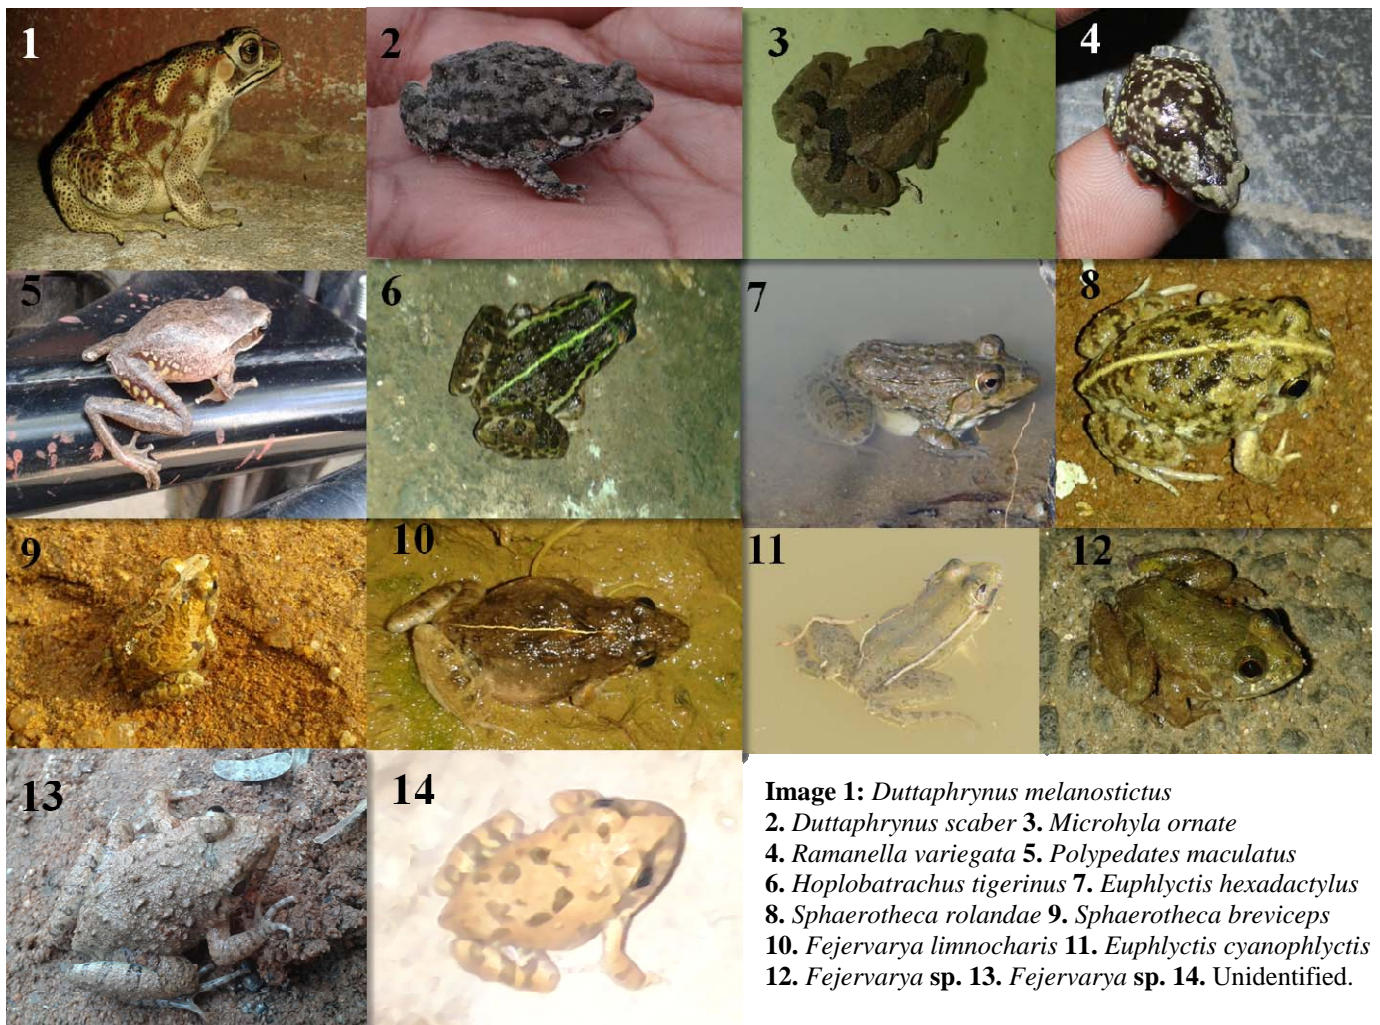 1
2
3
4
5
6
7
8
9
10
11
12
13
14
Image 1: Duttaphrynus melanostictus
2. Duttaphrynus scaber 3. Microhyla ornate
4. Ramanella variegata 5. Polypedates maculatus
6. Hoplobatrachus tigerinus 7. Euphlyctis hexadactylus
8. Sphaerotheca rolandae 9. Sphaerotheca breviceps
10. Fejervarya limnocharis 11. Euphlyctis cyanophlyctis
12. Fejervarya sp. 13. Fejervarya sp. 14. Unidentified.